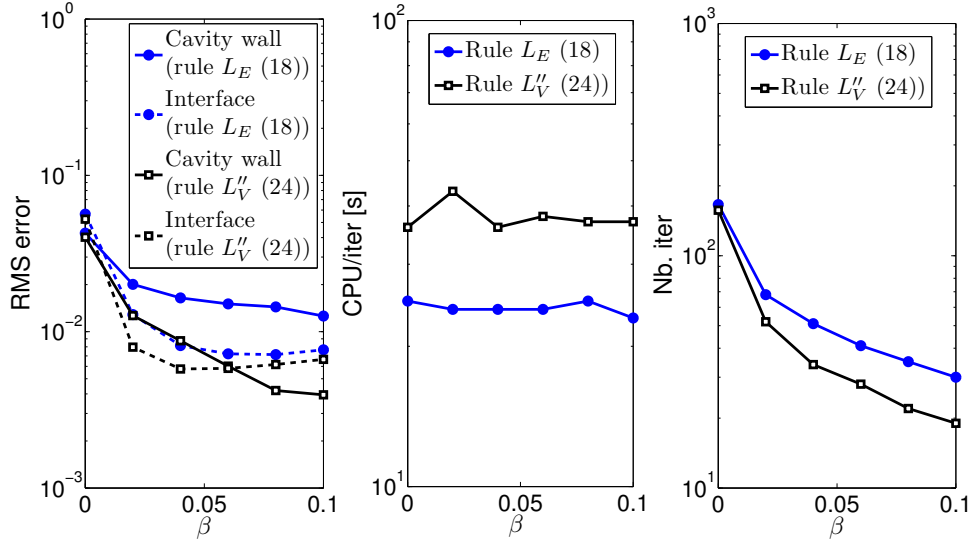 RMS error
10^0
10^{-1}
10^{-2}
10^{-3}
0
0.05
0.1
β
Cavity wall
(rule L_E (18))
Interface
(rule L_E (18))
Cavity wall
(rule L''_V (24))
Interface
(rule L''_V (24))
CPU/iter [s]
10^2
10^1
0
0.05
0.1
β
Rule L_E (18)
Rule L''_V (24))
Nb. iter
10^3
10^2
10^1
0
0.05
0.1
β
Rule L_E (18)
Rule L''_V (24))